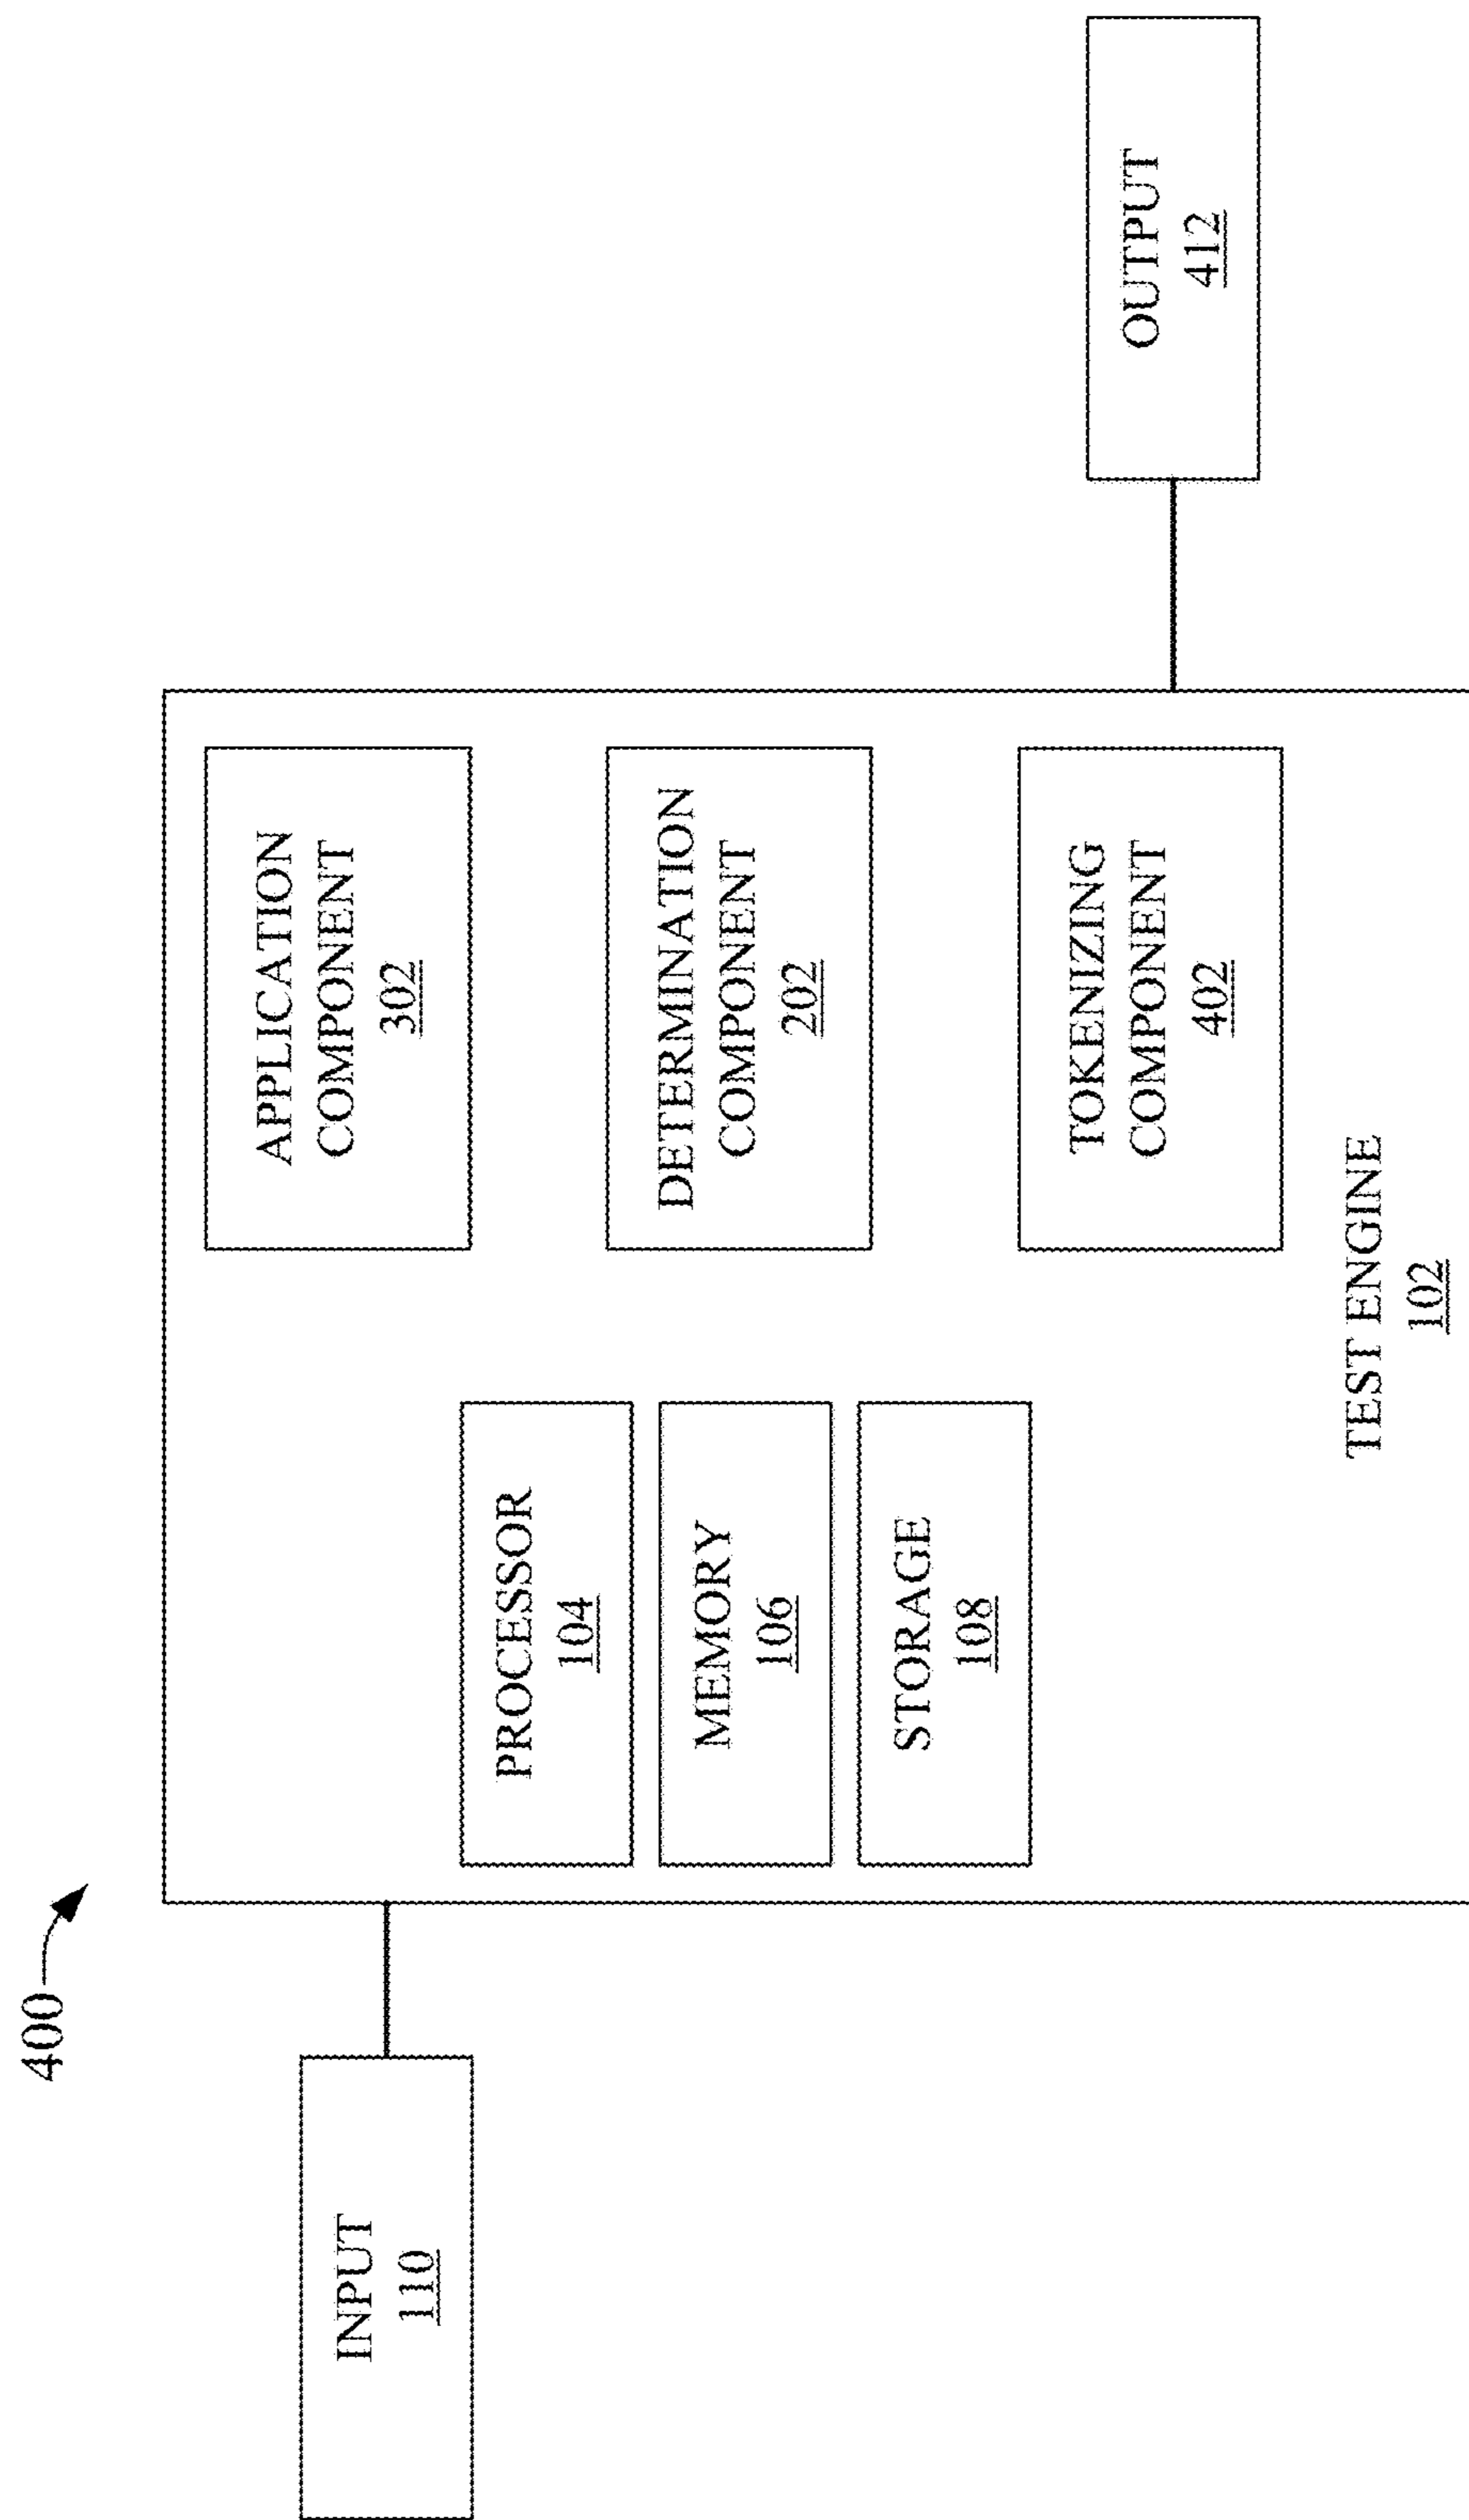 400
INPUT
110
PROCESSOR
104
MEMORY
106
STORAGE
108
APPLICATION
COMPONENT
302
DETERMINATION
COMPONENT
202
TOKENIZING
COMPONENT
402
TEST ENGINE
102
OUTPUT
412